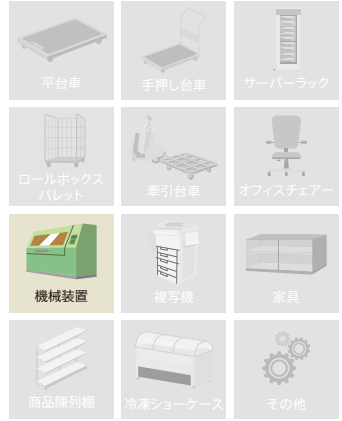 平台車
手押し台車
サーバーラック
ロールボックス
パレット
牽引台車
オフィスチェアー
機械装置
複写機
家具
商品陳列棚
冷凍ショーケース
その他